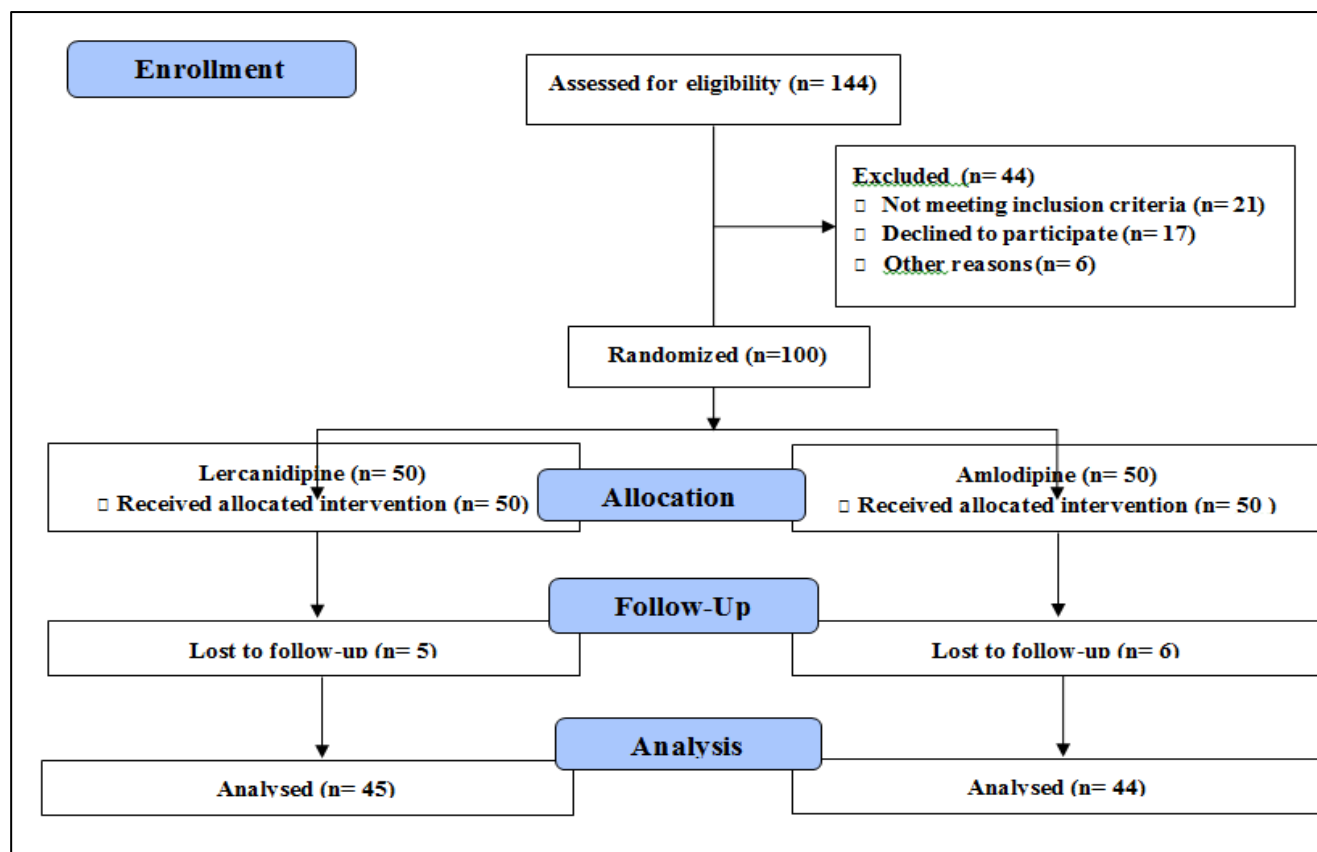 Enrollment
Assessed for eligibility (n= 144)
Excluded (n= 44)
□ Not meeting inclusion criteria (n= 21)
□ Declined to participate (n= 17)
□ Other reasons (n= 6)
Randomized (n=100)
Lercanidipine (n= 50)
□ Received allocated intervention (n= 50)
Allocation
Amlodipine (n= 50)
□ Received allocated intervention (n= 50 )
Follow-Up
Lost to follow-up (n= 5)
Lost to follow-up (n= 6)
Analysis
Analysed (n= 45)
Analysed (n= 44)